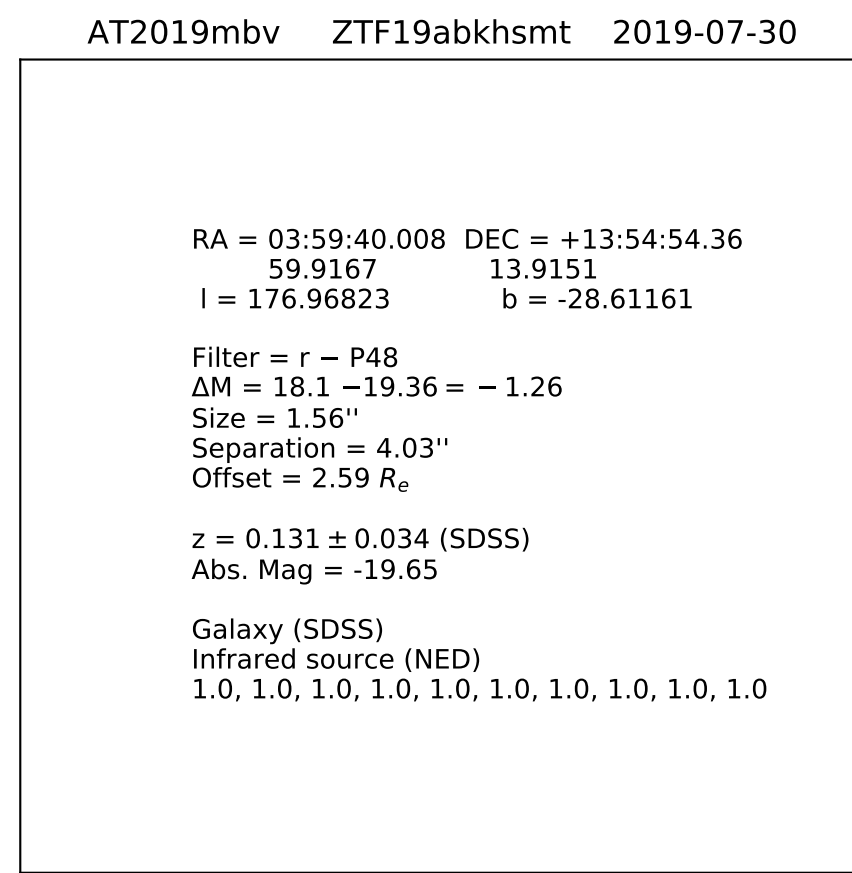 AT2019mbv ZTF19abkhsmt 2019-07-30
RA = 03:59:40.008 DEC = +13:54:54.36
59.9167 13.9151
l = 176.96823 b = -28.61161
Filter = r − P48
ΔM = 18.1 −19.36 = − 1.26
Size = 1.56''
Separation = 4.03''
Offset = 2.59 Rₑ
z = 0.131 ± 0.034 (SDSS)
Abs. Mag = -19.65
Galaxy (SDSS)
Infrared source (NED)
1.0, 1.0, 1.0, 1.0, 1.0, 1.0, 1.0, 1.0, 1.0, 1.0